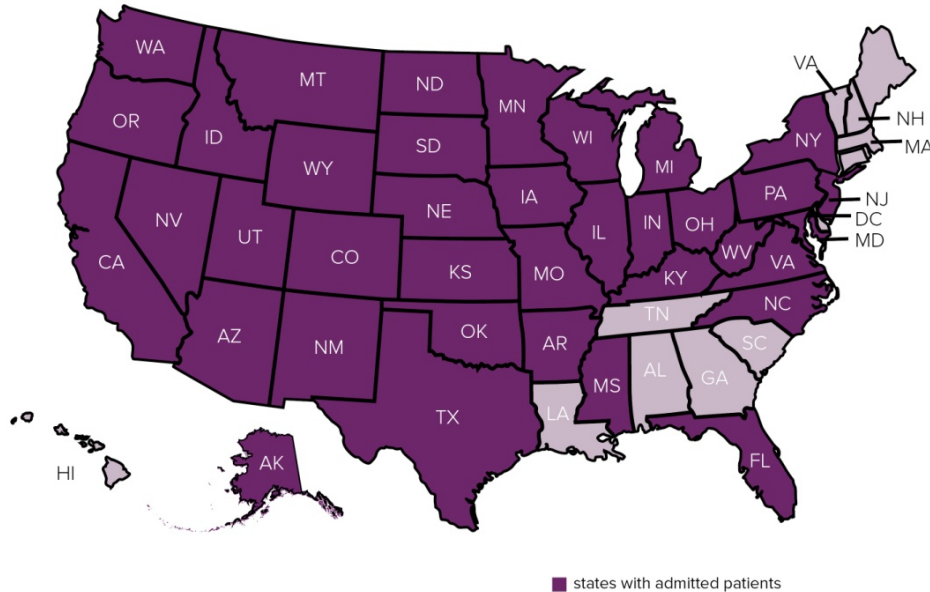 WA
MT
ND
MN
OR
ID
SD
WI
MI
NY
VA
NH
MA
WY
IA
PA
NJ
DC
MD
NV
UT
NE
IL
IN
OH
WV
VA
CA
CO
KS
MO
KY
NC
TN
AZ
NM
OK
AR
SC
MS
AL
GA
TX
LA
FL
HI
AK
states with admitted patients